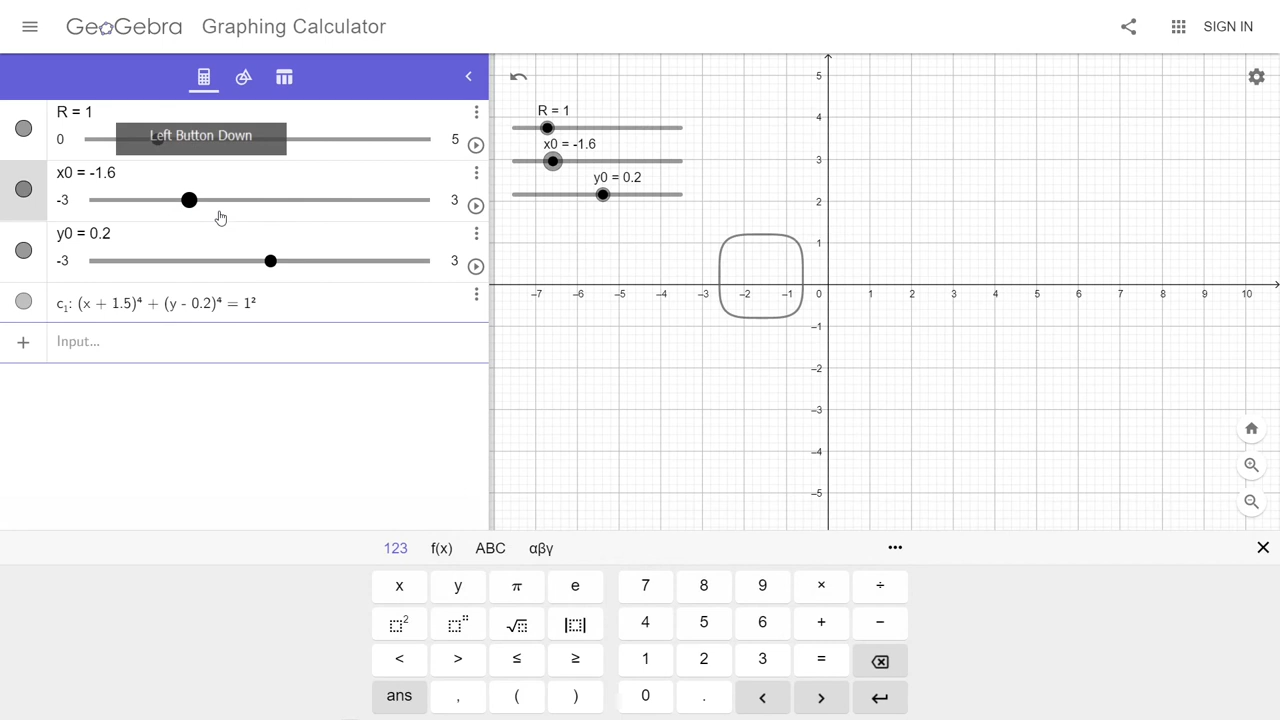 GeoGebra Graphing Calculator
SIGN IN
R = 1
0 5
Left Button Down
x0 = -1.6
-3 3
y0 = 0.2
-3 3
c₁: (x + 1.5)⁴ + (y - 0.2)⁴ = 1²
Input...
R = 1
x0 = -1.6
y0 = 0.2
5
4
3
2
1
–7 –6 –5 –4 –3 –2 –1 0 1 2 3 4 5 6 7 8 9 10
–1
–2
–3
–4
–5
123 f(x) ABC αβγ
x y π e 7 8 9 × ÷
2 √ 4 5 6 + −
< > ≤ ≥ 1 2 3 =
ans , ( ) 0 . < >